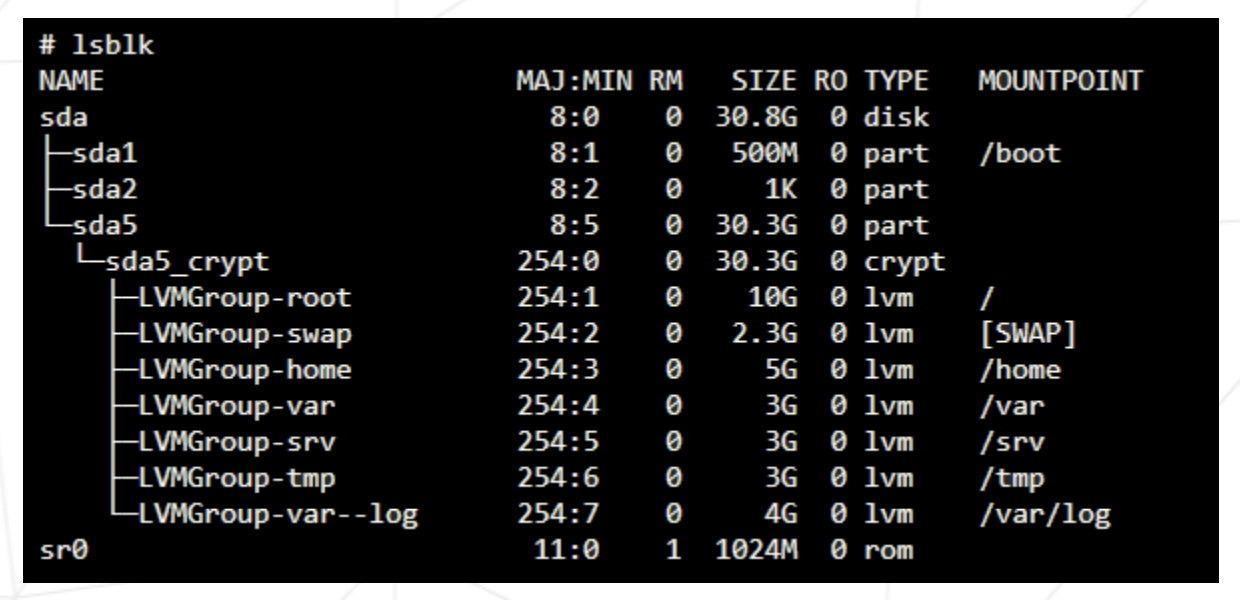 # lsblk
NAME                         MAJ:MIN RM   SIZE RO TYPE   MOUNTPOINT
sda                            8:0    0  30.8G  0 disk
├─sda1                         8:1    0   500M  0 part   /boot
├─sda2                         8:2    0     1K  0 part
└─sda5                         8:5    0  30.3G  0 part
  └─sda5_crypt               254:0    0  30.3G  0 crypt
    ├─LVMGroup-root          254:1    0    10G  0 lvm    /
    ├─LVMGroup-swap          254:2    0   2.3G  0 lvm    [SWAP]
    ├─LVMGroup-home          254:3    0     5G  0 lvm    /home
    ├─LVMGroup-var           254:4    0     3G  0 lvm    /var
    ├─LVMGroup-srv           254:5    0     3G  0 lvm    /srv
    ├─LVMGroup-tmp           254:6    0     3G  0 lvm    /tmp
    └─LVMGroup-var--log      254:7    0     4G  0 lvm    /var/log
sr0                           11:0    1  1024M  0 rom